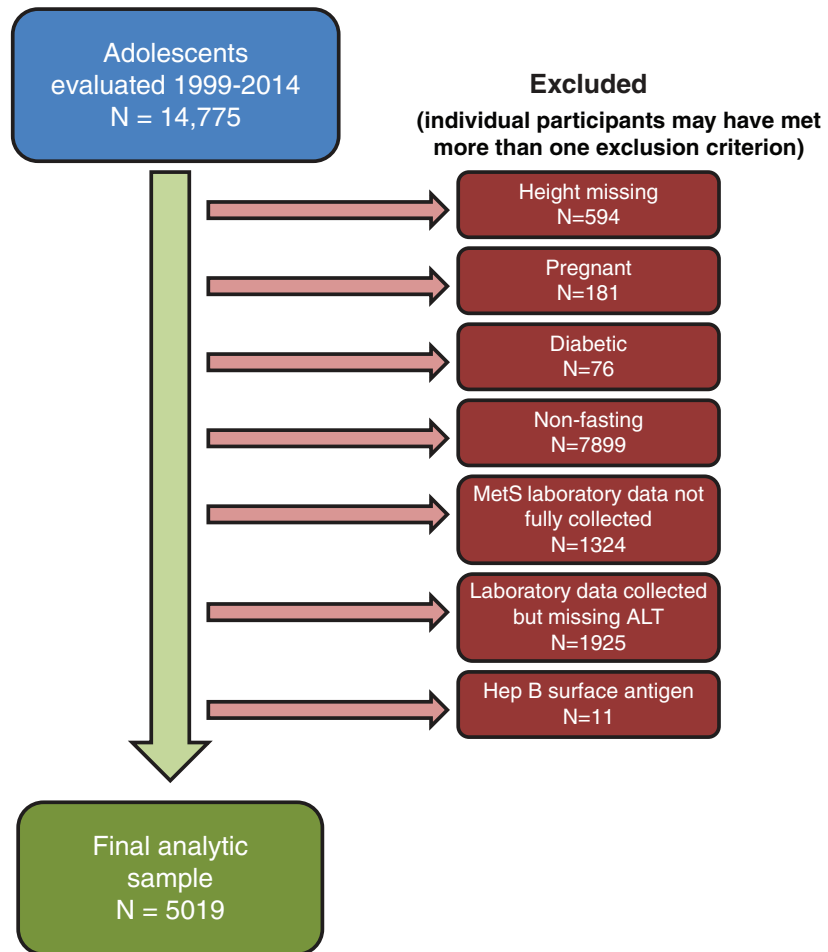 Adolescents
evaluated 1999-2014
N = 14,775
Excluded
(individual participants may have met
more than one exclusion criterion)
Height missing
N=594
Pregnant
N=181
Diabetic
N=76
Non-fasting
N=7899
MetS laboratory data not
fully collected
N=1324
Laboratory data collected
but missing ALT
N=1925
Hep B surface antigen
N=11
Final analytic
sample
N = 5019